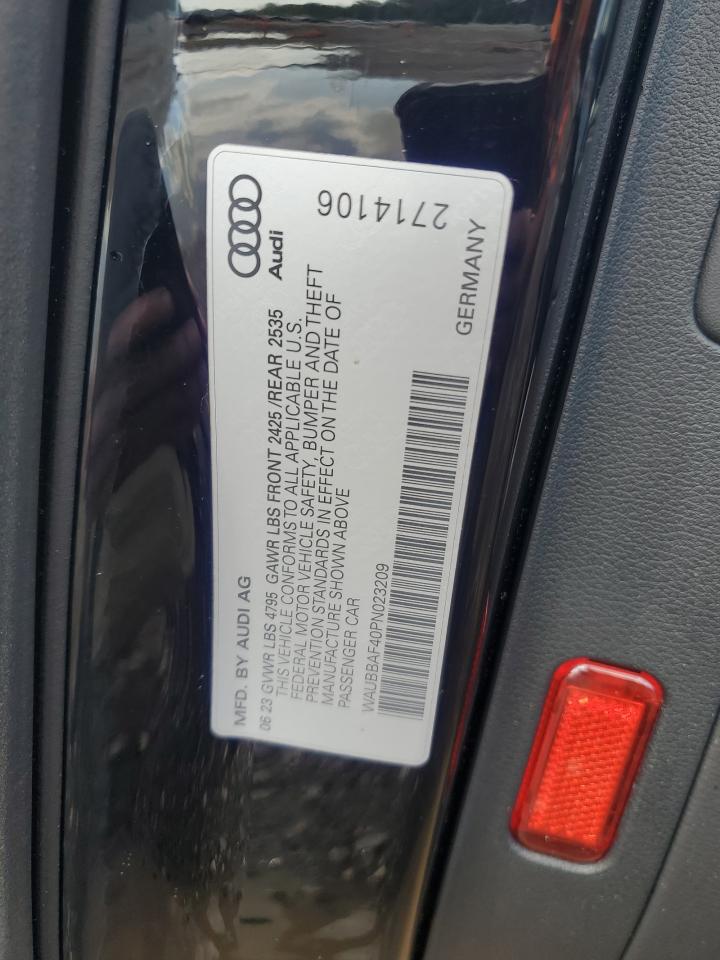 MFD. BY AUDI AG
06 23 GVWR LBS 4795 GAWR LBS FRONT 2425 /REAR 2535
THIS VEHICLE CONFORMS TO ALL APPLICABLE U.S.
FEDERAL MOTOR VEHICLE SAFETY, BUMPER AND THEFT
PREVENTION STANDARDS IN EFFECT ON THE DATE OF
MANUFACTURE SHOWN ABOVE
PASSENGER CAR
WAUBBAF40PN023209
Audi
2714106
GERMANY